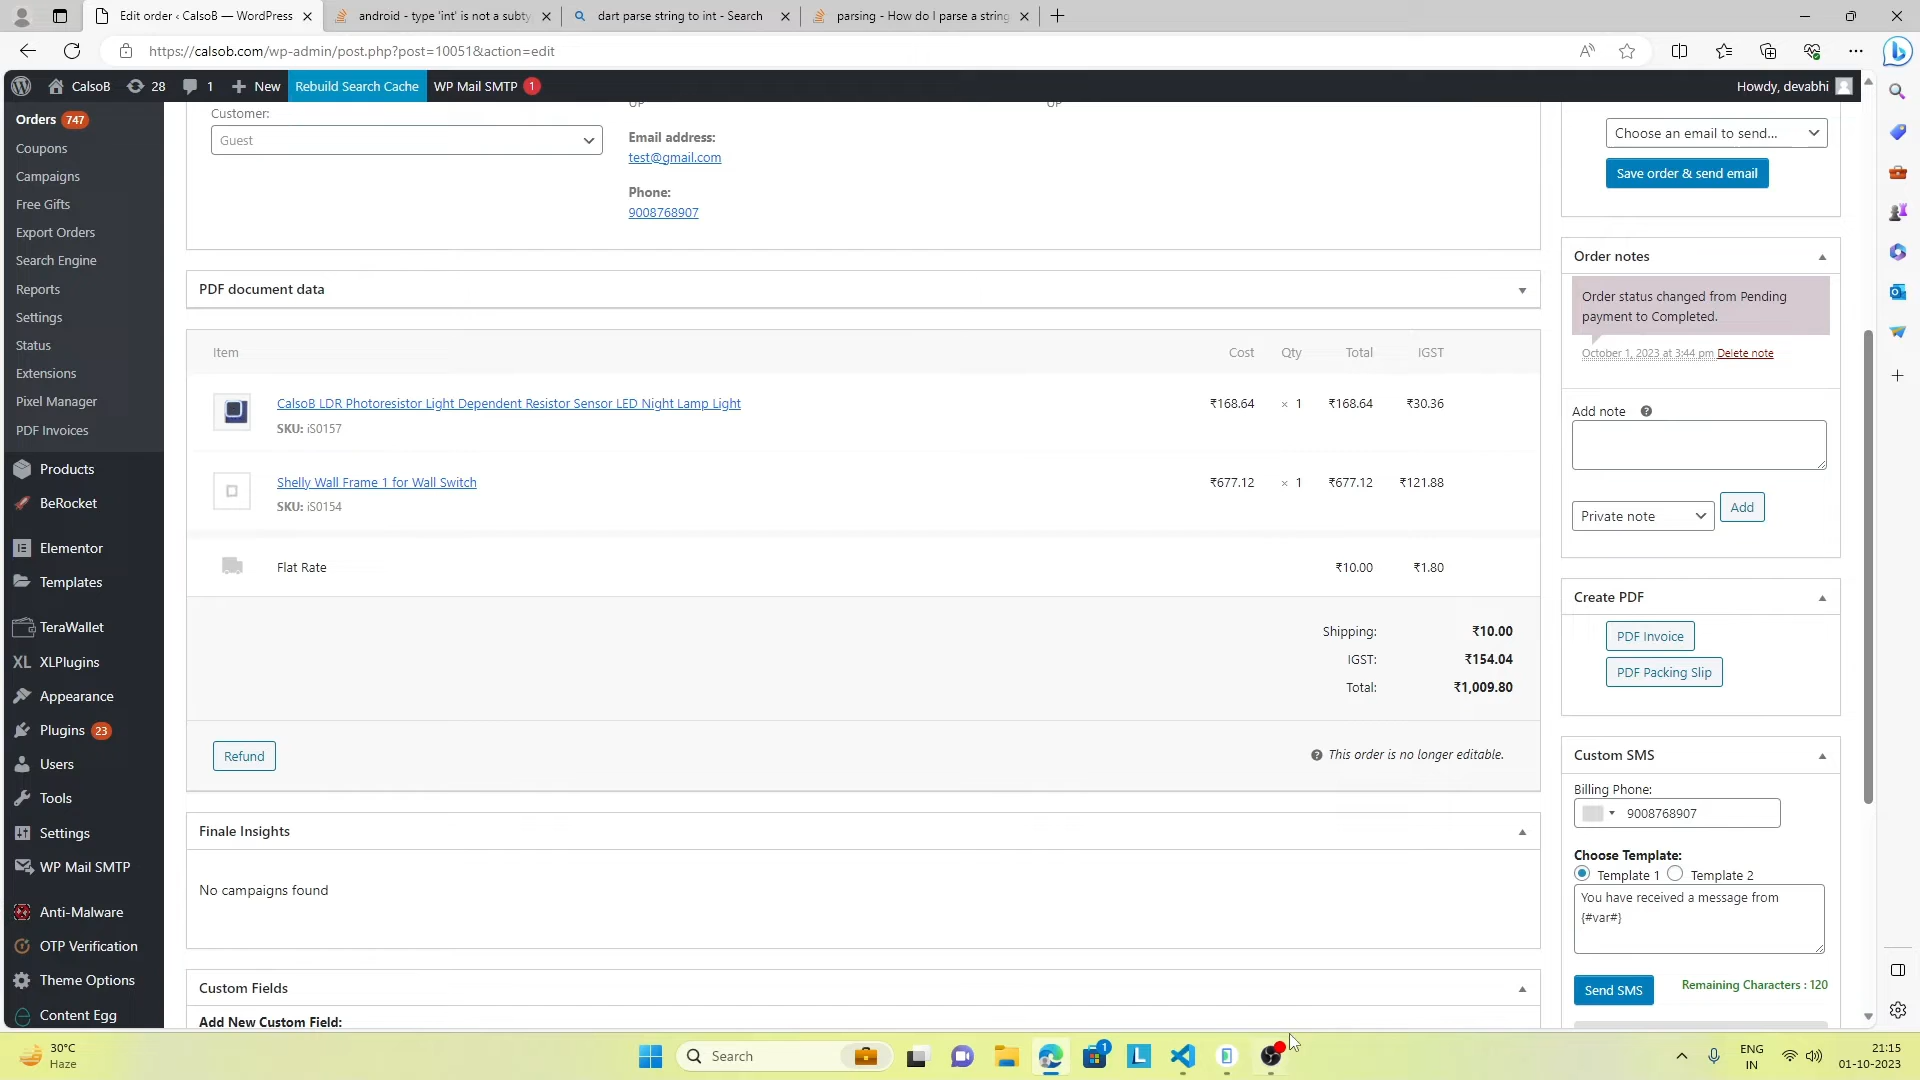 Edit order ‹ CalsoB — WordPress
android - type 'int' is not a subty
dart parse string to int - Search
parsing - How do I parse a string
https://calsob.com/wp-admin/post.php?post=10051&action=edit
CalsoB
28
1
New
Rebuild Search Cache
WP Mail SMTP 1
Howdy, devabhi
Orders 747
Coupons
Campaigns
Free Gifts
Export Orders
Search Engine
Reports
Settings
Status
Extensions
Pixel Manager
PDF Invoices
Products
BeRocket
Elementor
Templates
TeraWallet
XL XLPlugins
Appearance
Plugins 23
Users
Tools
Settings
WP Mail SMTP
Anti-Malware
OTP Verification
Theme Options
Content Egg
Customer:
Guest
UP
UP
Email address:
test@gmail.com
Phone:
9008768907
PDF document data
Item Cost Qty Total IGST
CalsoB LDR Photoresistor Light Dependent Resistor Sensor LED Night Lamp Light ₹168.64 × 1 ₹168.64 ₹30.36
SKU: iS0157
Shelly Wall Frame 1 for Wall Switch ₹677.12 × 1 ₹677.12 ₹121.88
SKU: iS0154
Flat Rate ₹10.00 ₹1.80
Shipping: ₹10.00
IGST: ₹154.04
Total: ₹1,009.80
Refund
This order is no longer editable.
Finale Insights
No campaigns found
Custom Fields
Add New Custom Field:
Choose an email to send...
Save order & send email
Order notes
Order status changed from Pending
payment to Completed.
October 1, 2023 at 3:44 pm Delete note
Add note
Private note
Add
Create PDF
PDF Invoice
PDF Packing Slip
Custom SMS
Billing Phone:
9008768907
Choose Template:
Template 1 Template 2
You have received a message from
{#var#}
Send SMS
Remaining Characters : 120
30°C
Haze
Search
1
ENG
IN
21:15
01-10-2023